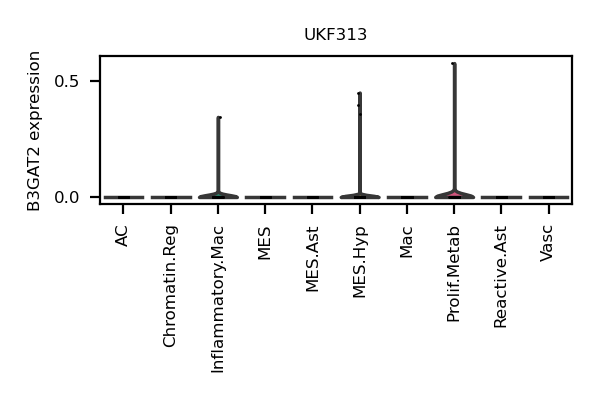 UKF313
B3GAT2 expression
0.5
0.0
AC
Chromatin.Reg
Inflammatory.Mac
MES
MES.Ast
MES.Hyp
Mac
Prolif.Metab
Reactive.Ast
Vasc